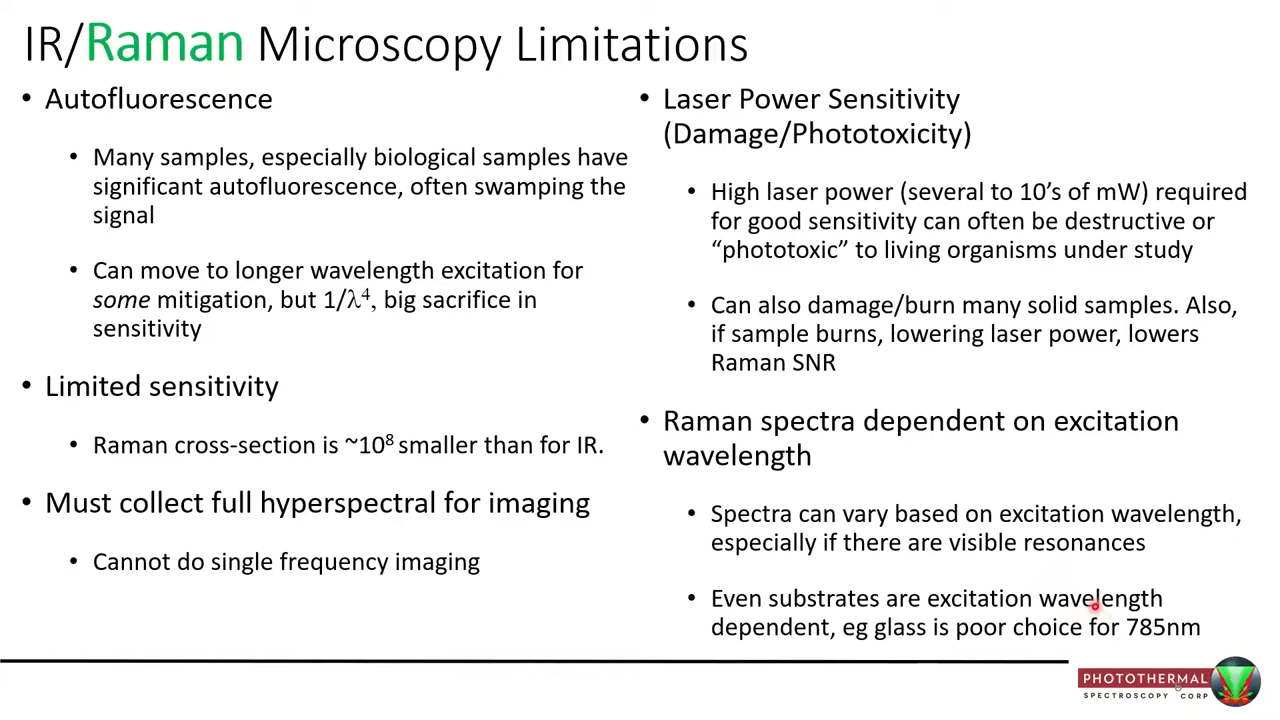 IR/Raman Microscopy Limitations
• Autofluorescence
• Many samples, especially biological samples have
significant autofluorescence, often swamping the
signal
• Can move to longer wavelength excitation for
some mitigation, but 1/λ⁴, big sacrifice in
sensitivity
• Limited sensitivity
• Raman cross-section is ~10⁸ smaller than for IR.
• Must collect full hyperspectral for imaging
• Cannot do single frequency imaging
• Laser Power Sensitivity
(Damage/Phototoxicity)
• High laser power (several to 10’s of mW) required
for good sensitivity can often be destructive or
“phototoxic” to living organisms under study
• Can also damage/burn many solid samples. Also,
if sample burns, lowering laser power, lowers
Raman SNR
• Raman spectra dependent on excitation
wavelength
• Spectra can vary based on excitation wavelength,
especially if there are visible resonances
• Even substrates are excitation wavelength
dependent, eg glass is poor choice for 785nm
PHOTOTHERMAL
SPECTROSCOPY CORP